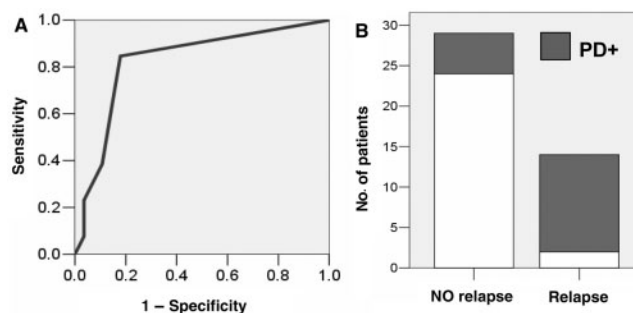 A
1.0
0.8
0.6
0.4
0.2
0.0
Sensitivity
0.0 0.2 0.4 0.6 0.8 1.0
1 – Specificity
B
30
25
20
15
10
5
0
No. of patients
PD+
NO relapse Relapse